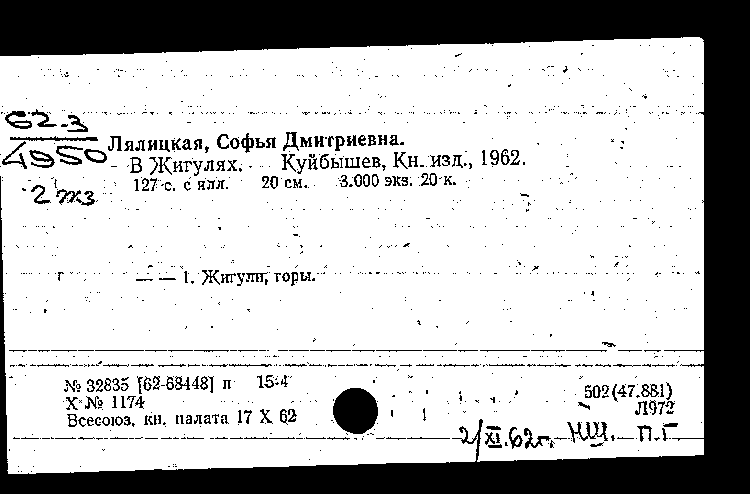 62-3
4950
2 экз
Лялицкая, Софья Дмитриевна.
В Жигулях. Куйбышев, Кн. изд., 1962.
127 с. с илл. 20 см. 3.000 экз. 20 к.
— — 1. Жигули, горы.
№ 32835 [62-68448] п 15-4
X № 1174
Всесоюз. кн. палата 17 X 62
502(47.881)
Л972
2/XI.62г. НШ. П.Г.